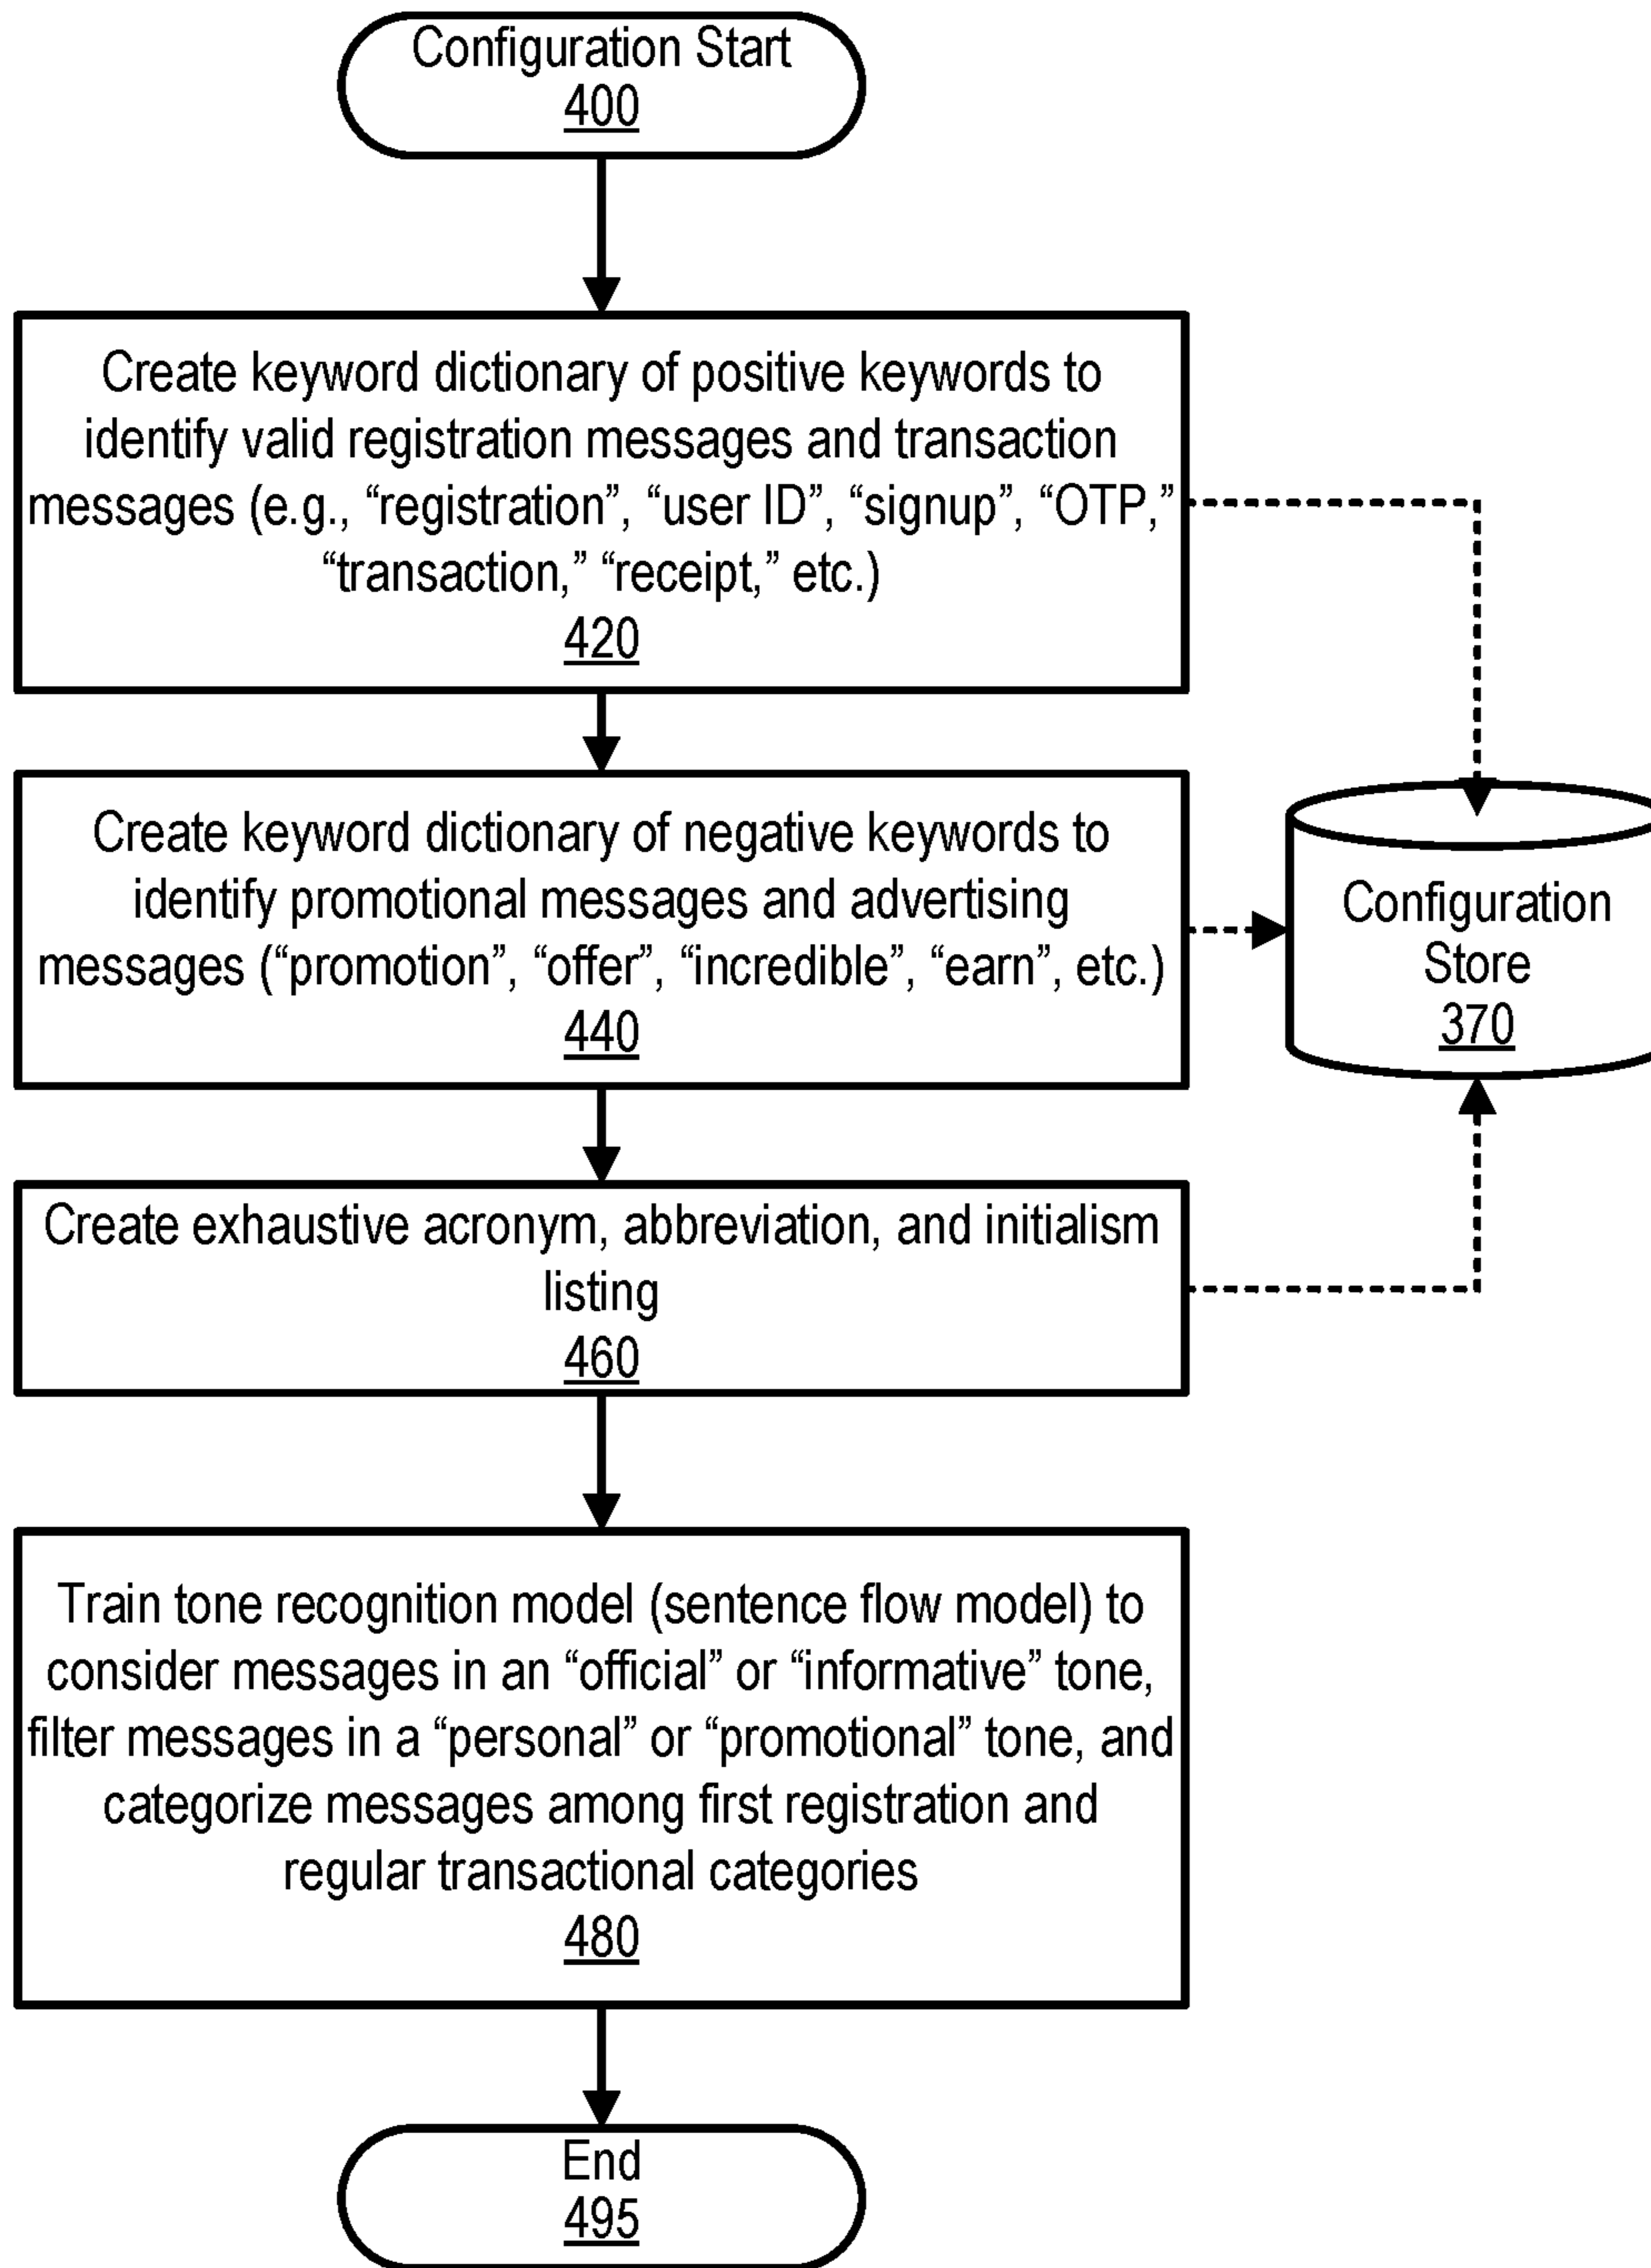 Configuration Start
400
Create keyword dictionary of positive keywords to
identify valid registration messages and transaction
messages (e.g., “registration”, “user ID”, “signup”, “OTP,”
“transaction,” “receipt,” etc.)
420
Create keyword dictionary of negative keywords to
identify promotional messages and advertising
messages (“promotion”, “offer”, “incredible”, “earn”, etc.)
440
Configuration
Store
370
Create exhaustive acronym, abbreviation, and initialism
listing
460
Train tone recognition model (sentence flow model) to
consider messages in an “official” or “informative” tone,
filter messages in a “personal” or “promotional” tone, and
categorize messages among first registration and
regular transactional categories
480
End
495